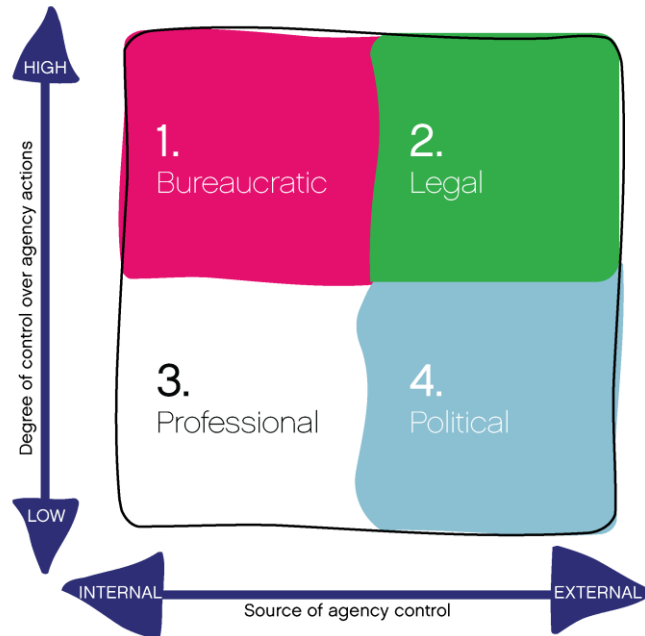 HIGH
Degree of control over agency actions
LOW
1.
Bureaucratic
2.
Legal
3.
Professional
4.
Political
INTERNAL
Source of agency control
EXTERNAL